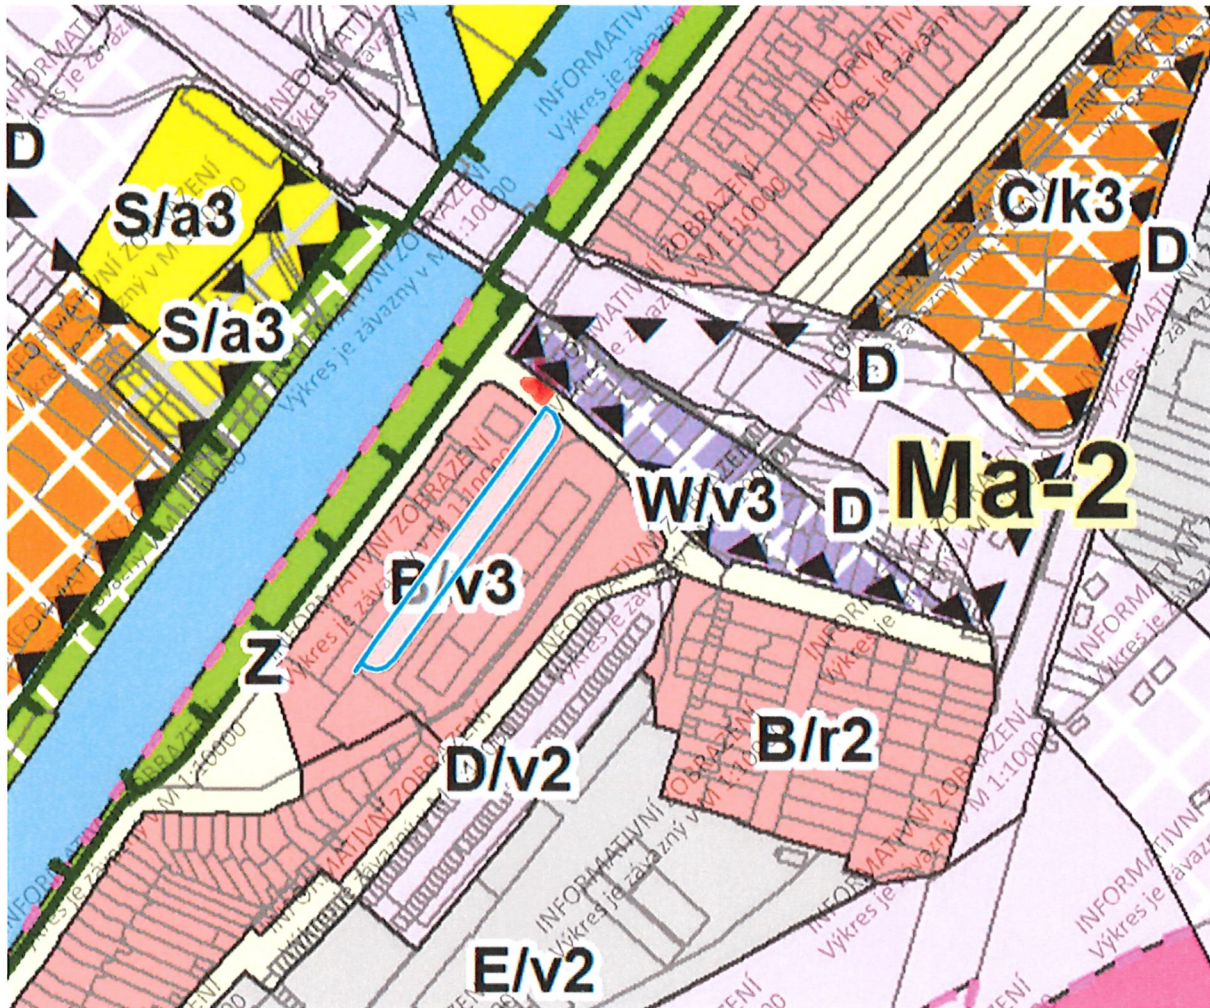 D
S/a3
C/k3
D
S/a3
D
Ma-2
W/v3
D
B/v3
Z
B/r2
D/v2
E/v2
INFORMATIVNÍ ZOBRAZENÍ
Výkres je závazný v M 1:10000